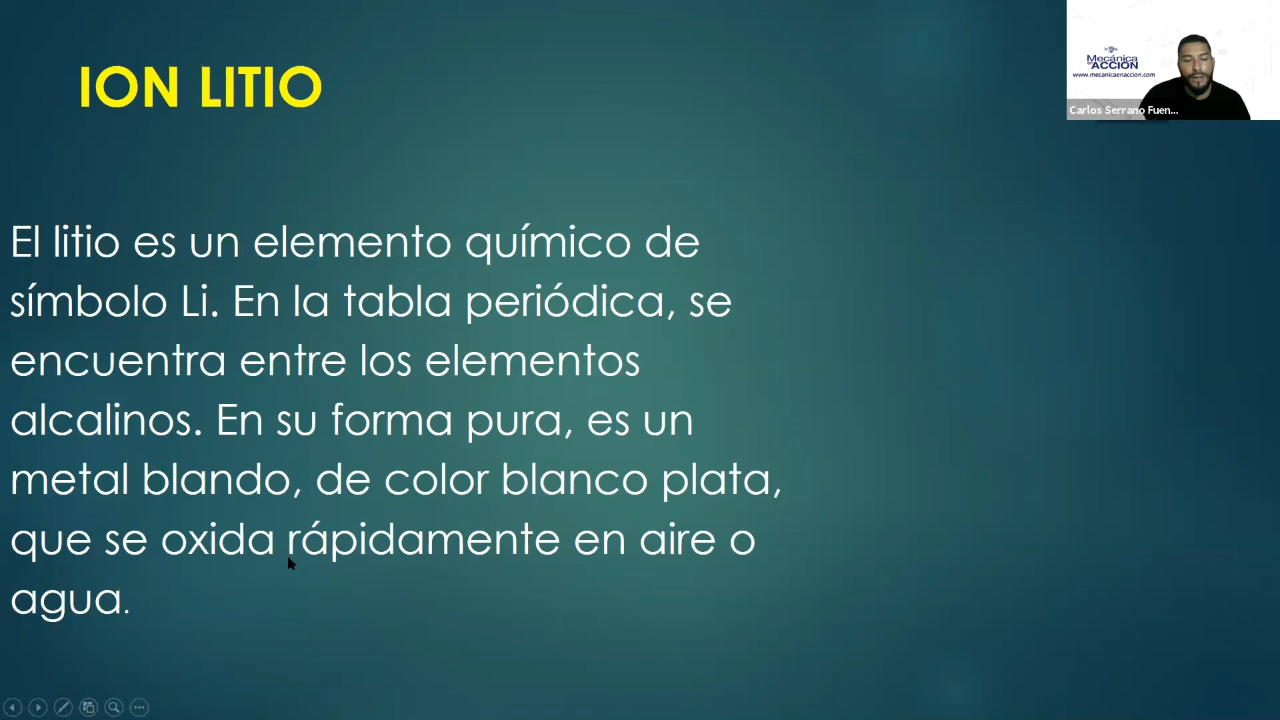 ION LITIO
Mecánica
en ACCIÓN
www.mecanicaenaccion.com
Carlos Serrano Fuen...
El litio es un elemento químico de
símbolo Li. En la tabla periódica, se
encuentra entre los elementos
alcalinos. En su forma pura, es un
metal blando, de color blanco plata,
que se oxida rápidamente en aire o
agua.